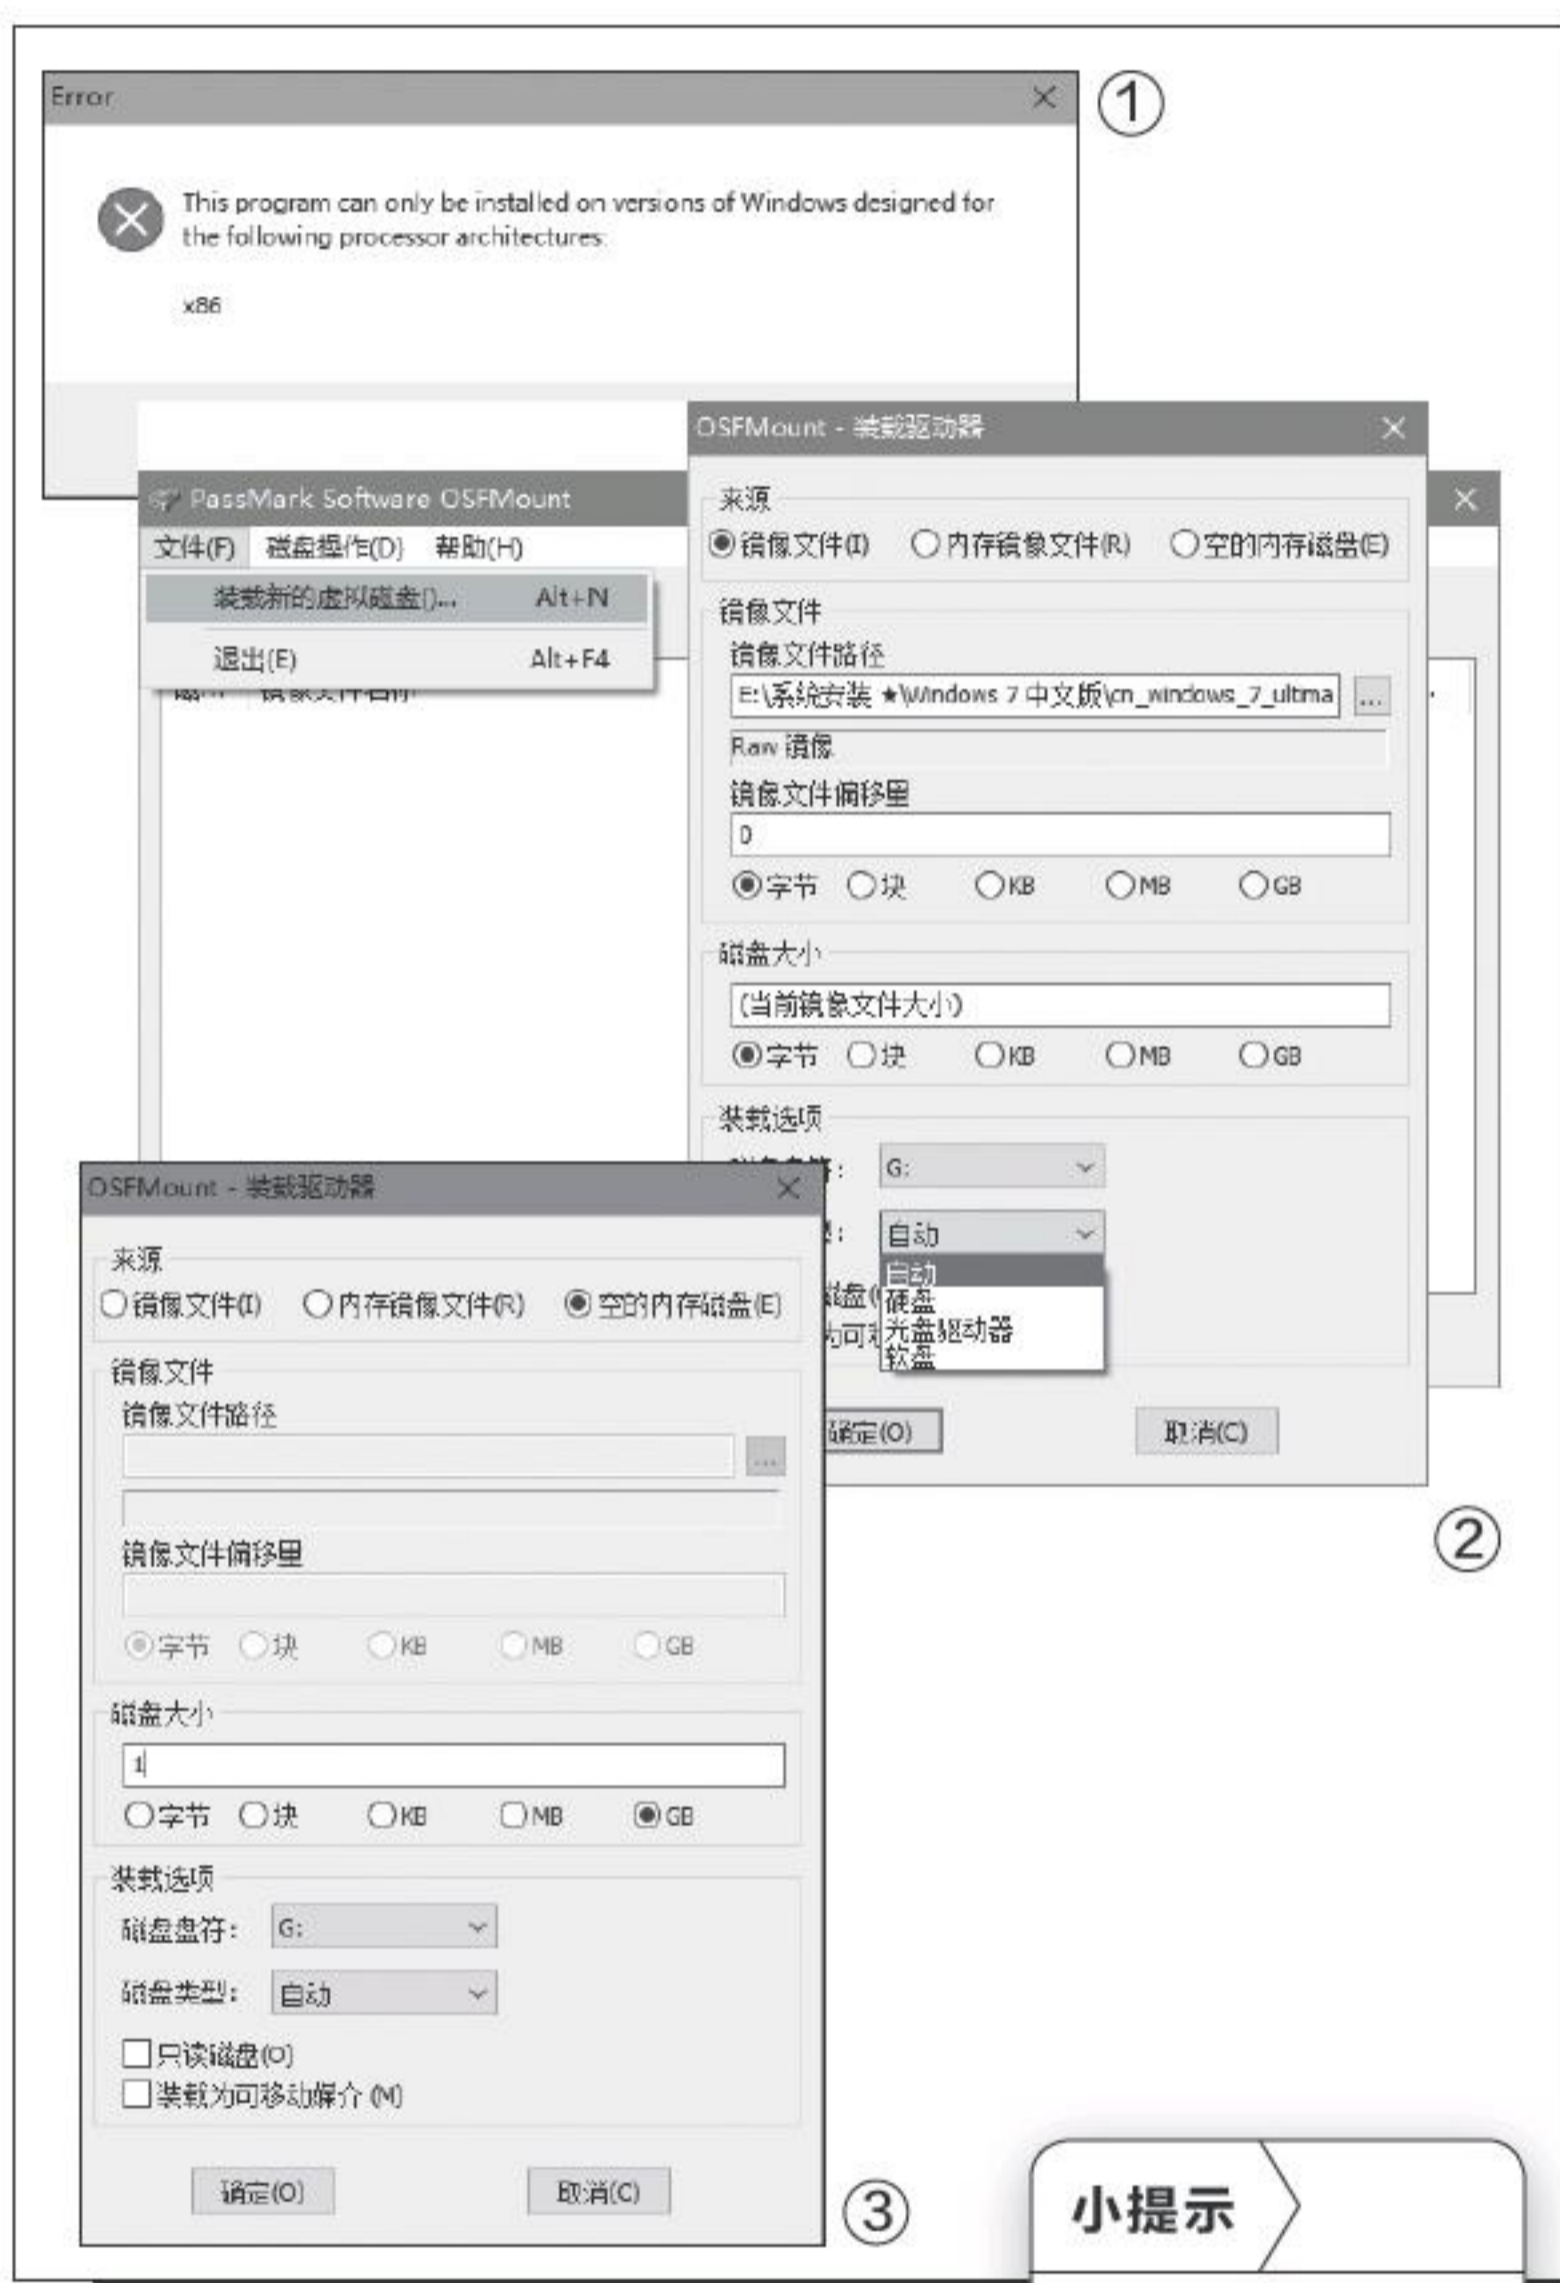 Error
①
This program can only be installed on versions of Windows designed for
the following processor architectures:
x86
PassMark Software OSFMount
文件(F) 磁盘操作(D) 帮助(H)
装载新的虚拟磁盘()... Alt+N
退出(E) Alt+F4
镜像文件名称
OSFMount - 装载驱动器
来源
镜像文件(I) 内存镜像文件(R) 空的内存磁盘(E)
镜像文件
镜像文件路径
E:\系统安装 ★\Windows 7 中文版\cn_windows_7_ultima ...
Raw 镜像
镜像文件偏移量
0
字节 块 KB MB GB
磁盘大小
(当前镜像文件大小)
字节 块 KB MB GB
装载选项
G:
自动
自动
硬盘
光盘驱动器
软盘
确定(O) 取消(C)
②
OSFMount - 装载驱动器
来源
镜像文件(I) 内存镜像文件(R) 空的内存磁盘(E)
镜像文件
镜像文件路径
...
镜像文件偏移量
字节 块 KB MB GB
磁盘大小
1
字节 块 KB MB GB
装载选项
磁盘盘符: G:
磁盘类型: 自动
只读磁盘(O)
装载为可移动媒介 (M)
确定(O) 取消(C)
③
小提示